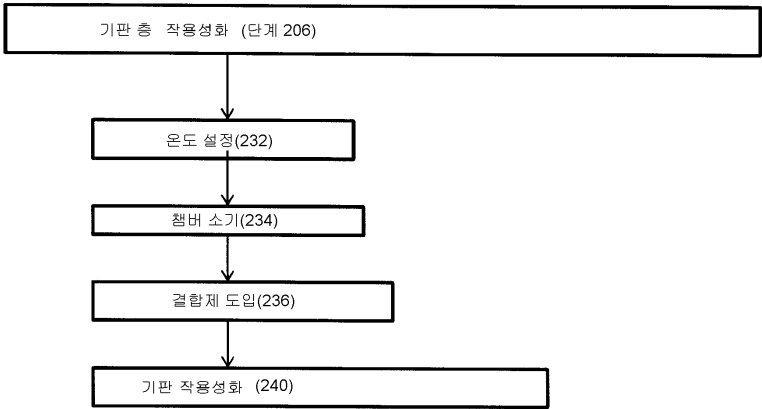 기판 층 작용성화 (단계 206)
온도 설정(232)
챔버 소기(234)
결합제 도입(236)
기판 작용성화 (240)